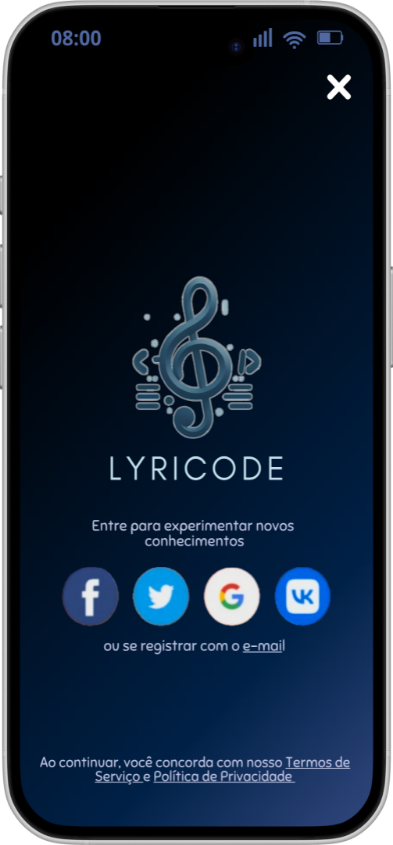 08:00
LYRICODE
Entre para experimentar novos
conhecimentos
f G VK
ou se registrar com o e-mail
Ao continuar, você concorda com nosso Termos de
Serviço e Política de Privacidade